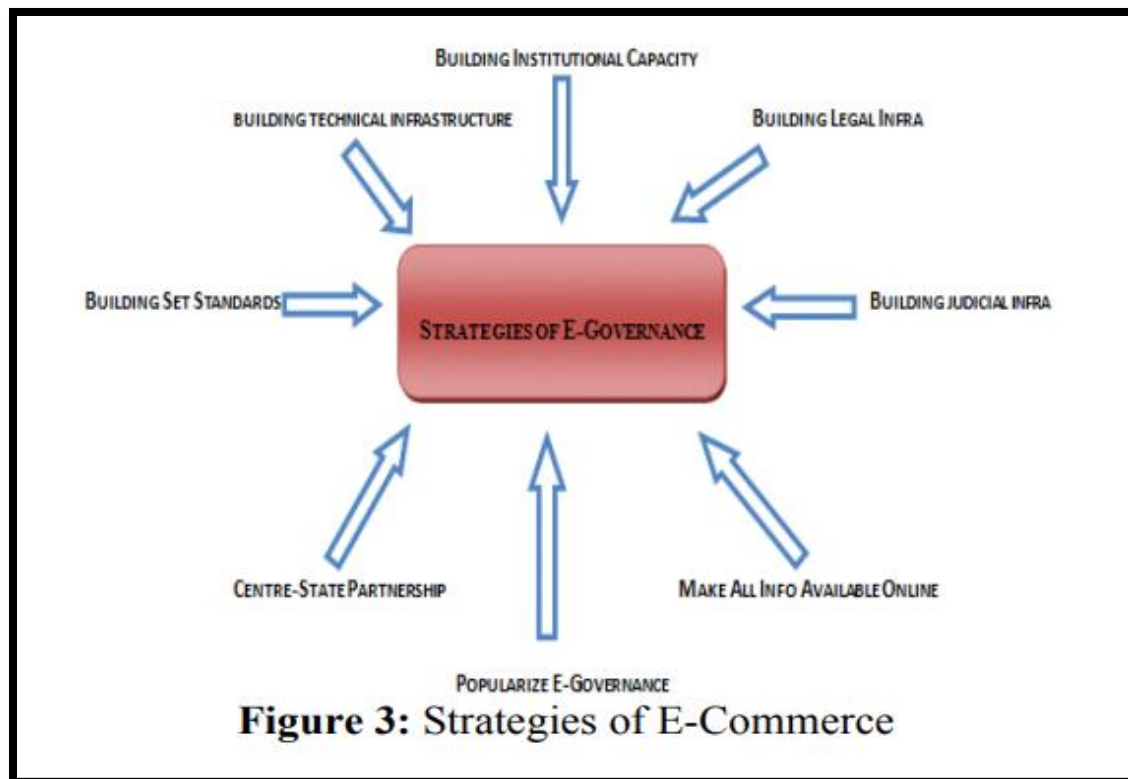 BUILDING INSTITUTIONAL CAPACITY
BUILDING TECHNICAL INFRASTRUCTURE
BUILDING LEGAL INFRA
BUILDING SET STANDARDS
STRATEGIES OF E-GOVERNANCE
BUILDING JUDICIAL INFRA
CENTRE-STATE PARTNERSHIP
MAKE ALL INFO AVAILABLE ONLINE
POPULARIZE E-GOVERNANCE
Figure 3: Strategies of E-Commerce